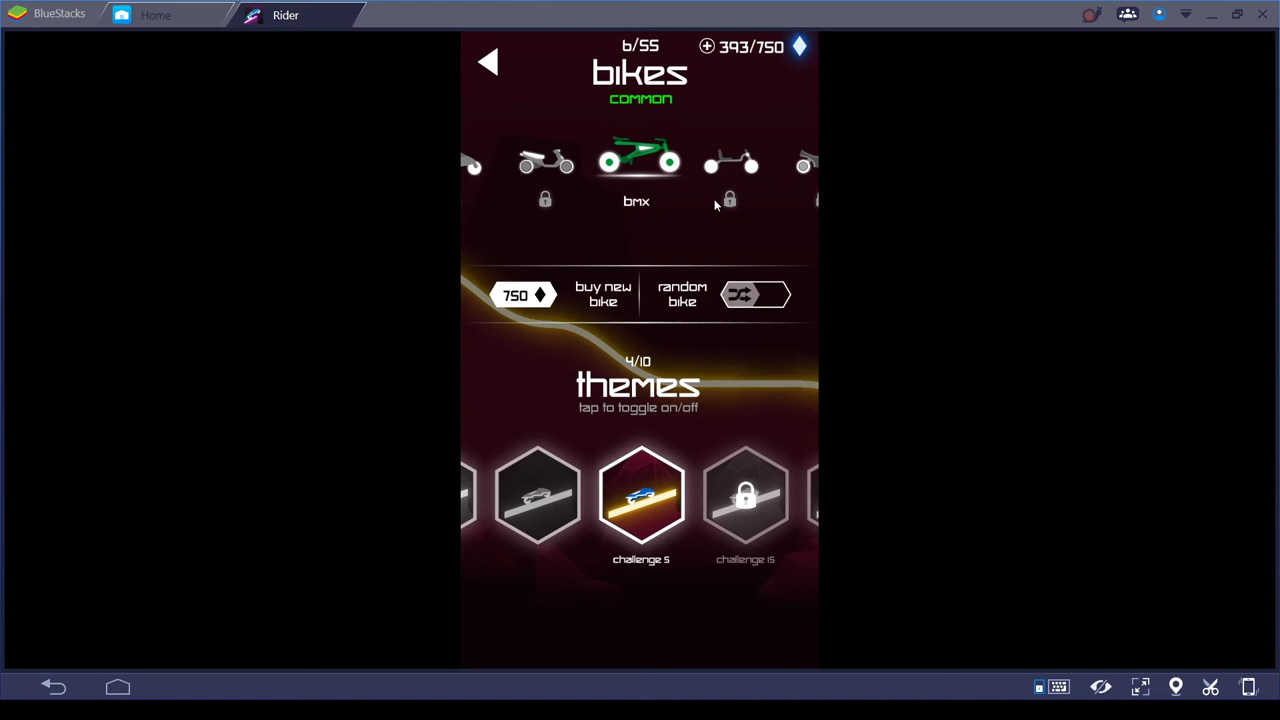 BlueStacks
Home
Rider
6/55
393/750
bikes
common
bmx
750
buy new
bike
random
bike
4/10
themes
tap to toggle on/off
challenge 5
challenge 15